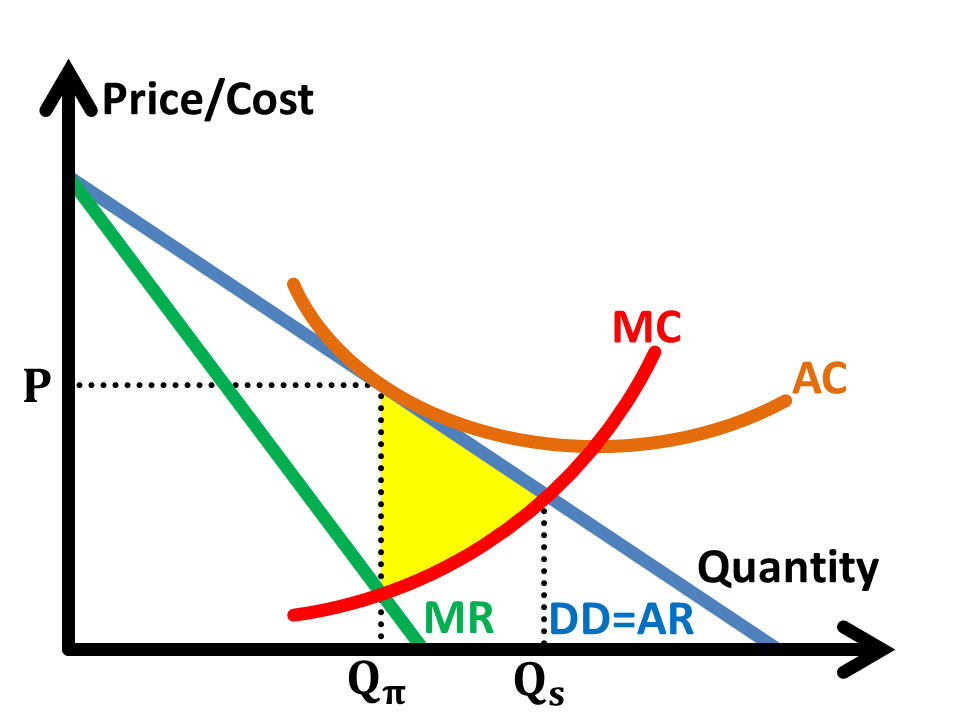 Price/Cost
MC
AC
P
Quantity
MR
DD=AR
Qπ
Qs